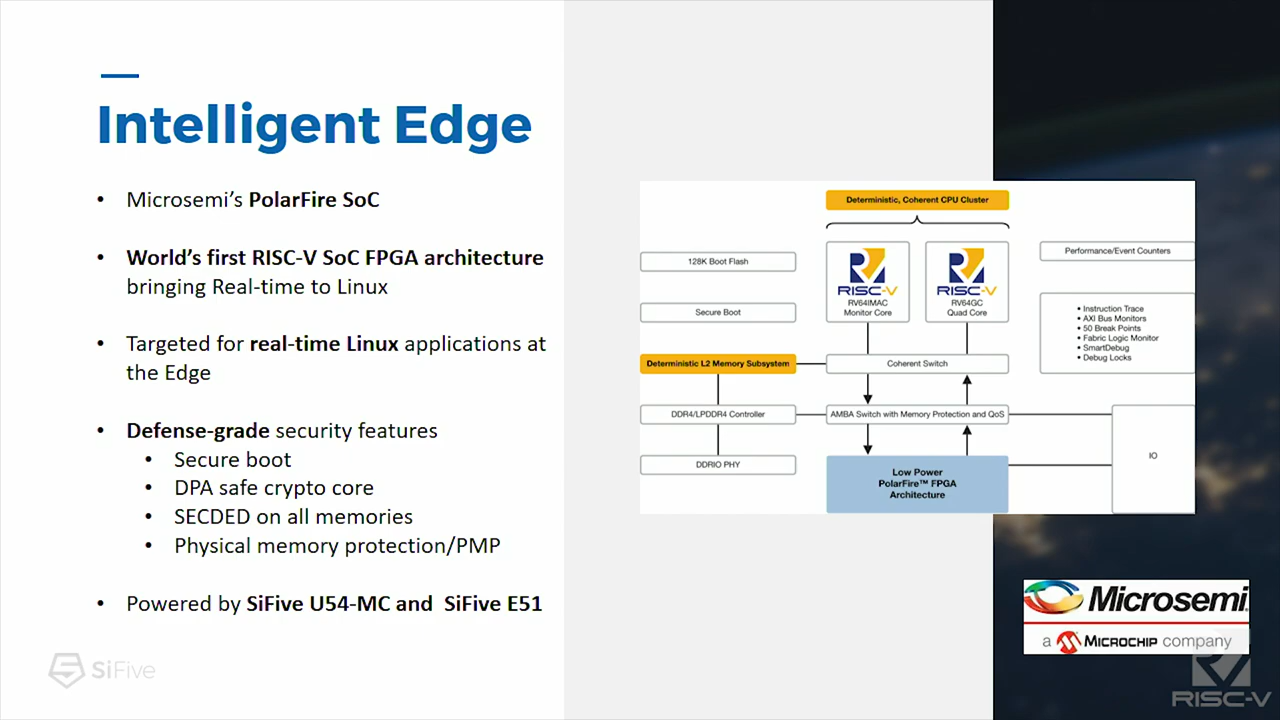 Intelligent Edge
• Microsemi’s PolarFire SoC
• World’s first RISC-V SoC FPGA architecture
bringing Real-time to Linux
• Targeted for real-time Linux applications at
the Edge
• Defense-grade security features
• Secure boot
• DPA safe crypto core
• SECDED on all memories
• Physical memory protection/PMP
• Powered by SiFive U54-MC and SiFive E51
SiFive
Deterministic, Coherent CPU Cluster
128K Boot Flash
Secure Boot
Deterministic L2 Memory Subsystem
DDR4/LPDDR4 Controller
DDRIO PHY
RISC-V
RV64IMAC
Monitor Core
RISC-V
RV64GC
Quad Core
Coherent Switch
AMBA Switch with Memory Protection and QoS
Low Power
PolarFire™ FPGA
Architecture
Performance/Event Counters
• Instruction Trace
• AXI Bus Monitors
• 50 Break Points
• Fabric Logic Monitor
• SmartDebug
• Debug Locks
IO
Microsemi
a MICROCHIP company
RISC-V